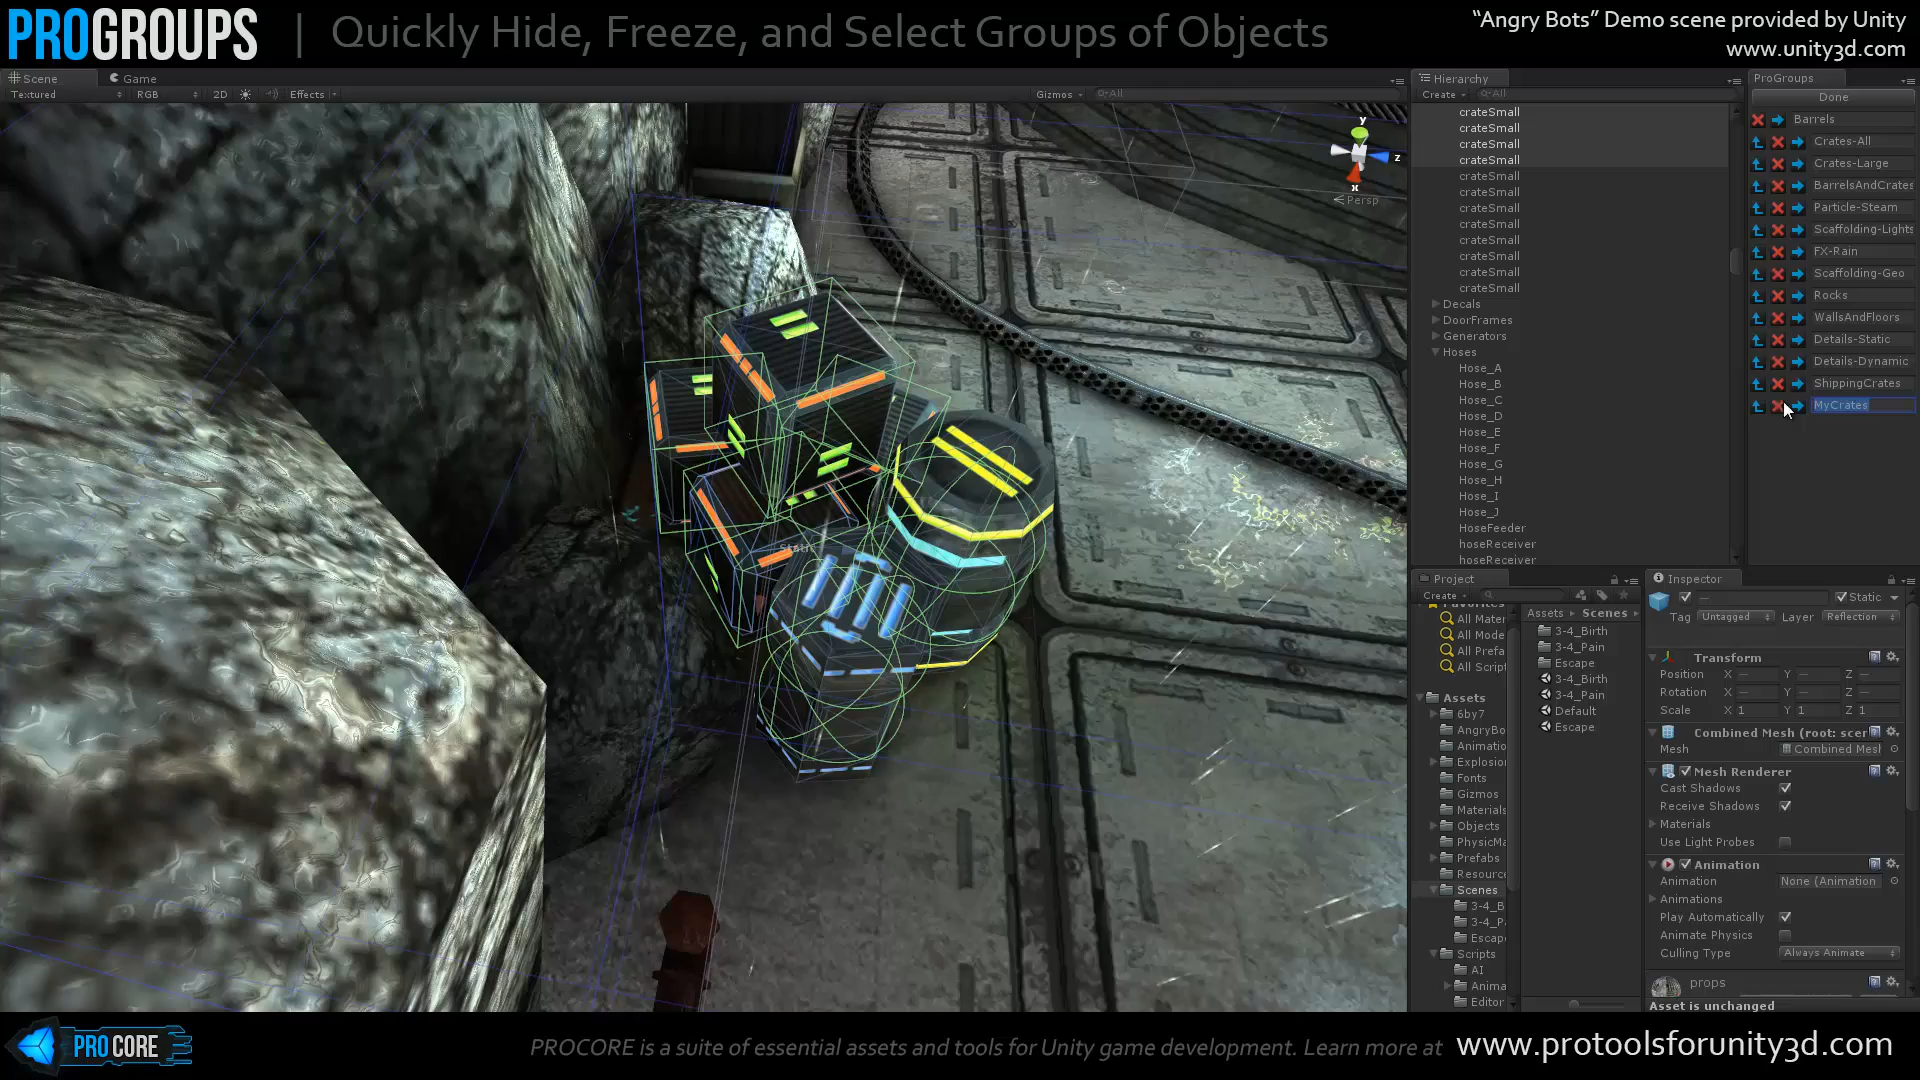 PROGROUPS | Quickly Hide, Freeze, and Select Groups of Objects
"Angry Bots" Demo scene provided by Unity
www.unity3d.com
Scene
Game
Textured
RGB
2D
Effects
Gizmos
All
y
z
x
Persp
Static
Hierarchy
Create
All
crateSmall
crateSmall
crateSmall
crateSmall
crateSmall
crateSmall
crateSmall
crateSmall
crateSmall
crateSmall
crateSmall
crateSmall
Decals
DoorFrames
Generators
Hoses
Hose_A
Hose_B
Hose_C
Hose_D
Hose_E
Hose_F
Hose_G
Hose_H
Hose_I
Hose_J
HoseFeeder
hoseReceiver
hoseReceiver
ProGroups
Done
Barrels
Crates-All
Crates-Large
BarrelsAndCrates
Particle-Steam
Scaffolding-Lights
FX-Rain
Scaffolding-Geo
Rocks
WallsAndFloors
Details-Static
Details-Dynamic
ShippingCrates
MyCrates
Project
Create
Favorites
All Mater
All Mode
All Prefa
All Script
Assets
6by7
AngryBo
Animatio
Explosio
Fonts
Gizmos
Materials
Objects
PhysicMa
Prefabs
Resource
Scenes
3-4_B
3-4_P
Escape
Scripts
AI
Anima
Editor
Assets
Scenes
3-4_Birth
3-4_Pain
Escape
3-4_Birth
3-4_Pain
Default
Escape
Inspector
—
Static
Tag Untagged Layer Reflection
Transform
Position X — Y — Z —
Rotation X — Y — Z —
Scale X 1 Y 1 Z 1
Combined Mesh (root: scer
Mesh Combined Mesh
Mesh Renderer
Cast Shadows
Receive Shadows
Materials
Use Light Probes
Animation
Animation None (Animation
Animations
Play Automatically
Animate Physics
Culling Type Always Animate
props
Asset is unchanged
PROCORE
PROCORE is a suite of essential assets and tools for Unity game development. Learn more at www.protoolsforunity3d.com